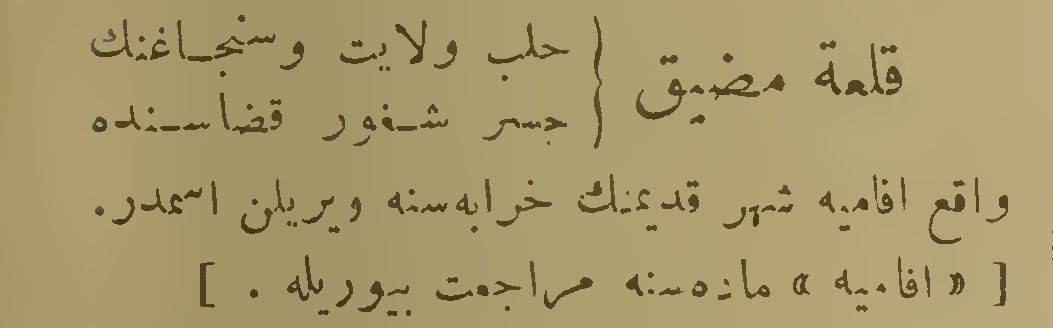 قلعهٔ مضیق { حلب ولایت وسنجاغنك
جسر شغور قضاسنده
واقع افامیه شهر قدیمنك خرابه‌سنه ویریلن اسمدر.
[ « افامیه » ماده‌سنه مراجعت بیوریله . ]